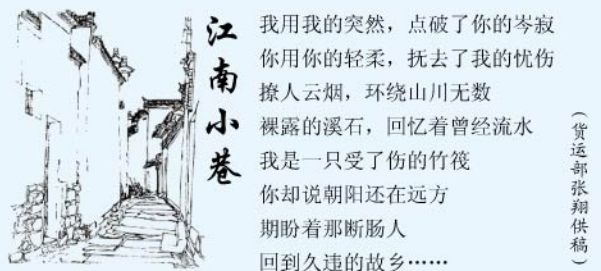 江南小巷
我用我的突然，点破了你的岑寂
你用你的轻柔，抚去了我的忧伤
撩人云烟，环绕山川无数
裸露的溪石，回忆着曾经流水
我是一只受了伤的竹筏
你却说朝阳还在远方
期盼着那断肠人
回到久违的故乡……
（货运部张翔供稿）